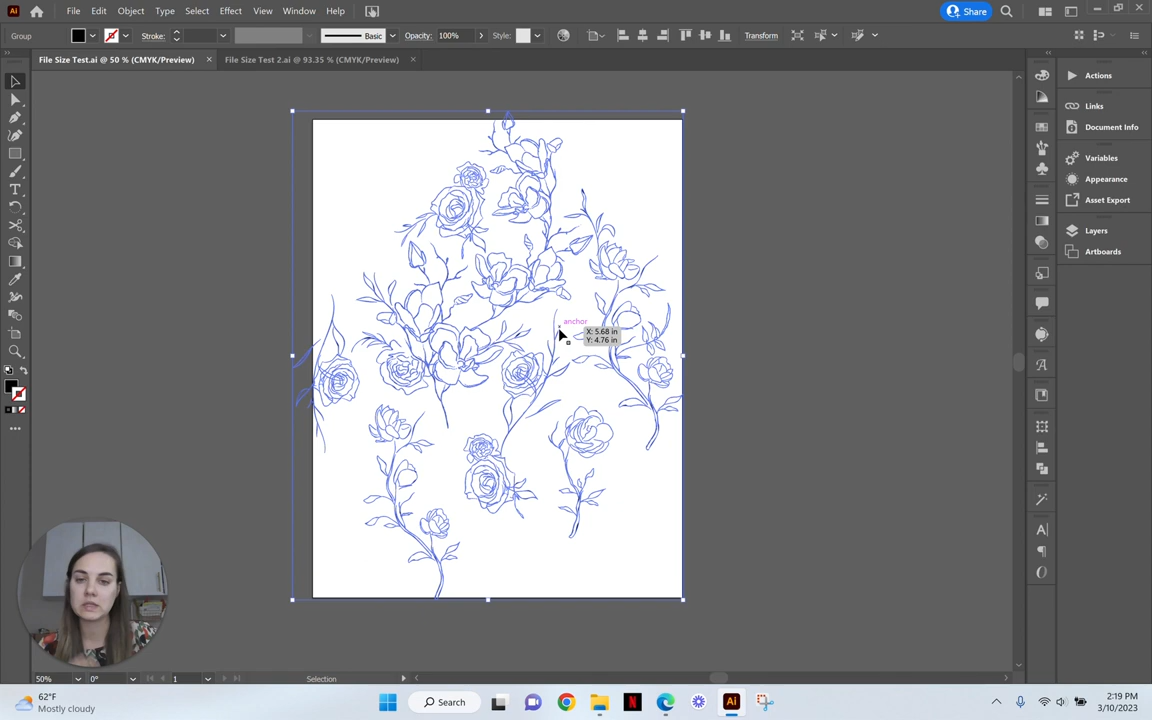 Ai File Edit Object Type Select Effect View Window Help Share
Group Stroke: Basic Opacity: 100% Style: Transform
File Size Test.ai @ 50 % (CMYK/Preview) × File Size Test 2.ai @ 93.35 % (CMYK/Preview) ×
Actions
Links
Document Info
Variables
Appearance
Asset Export
Layers
Artboards
anchor
X: 5.68 in
Y: 4.76 in
50% 0° 1 Selection
62°F
Mostly cloudy
Search
Ai
2:19 PM
3/10/2023